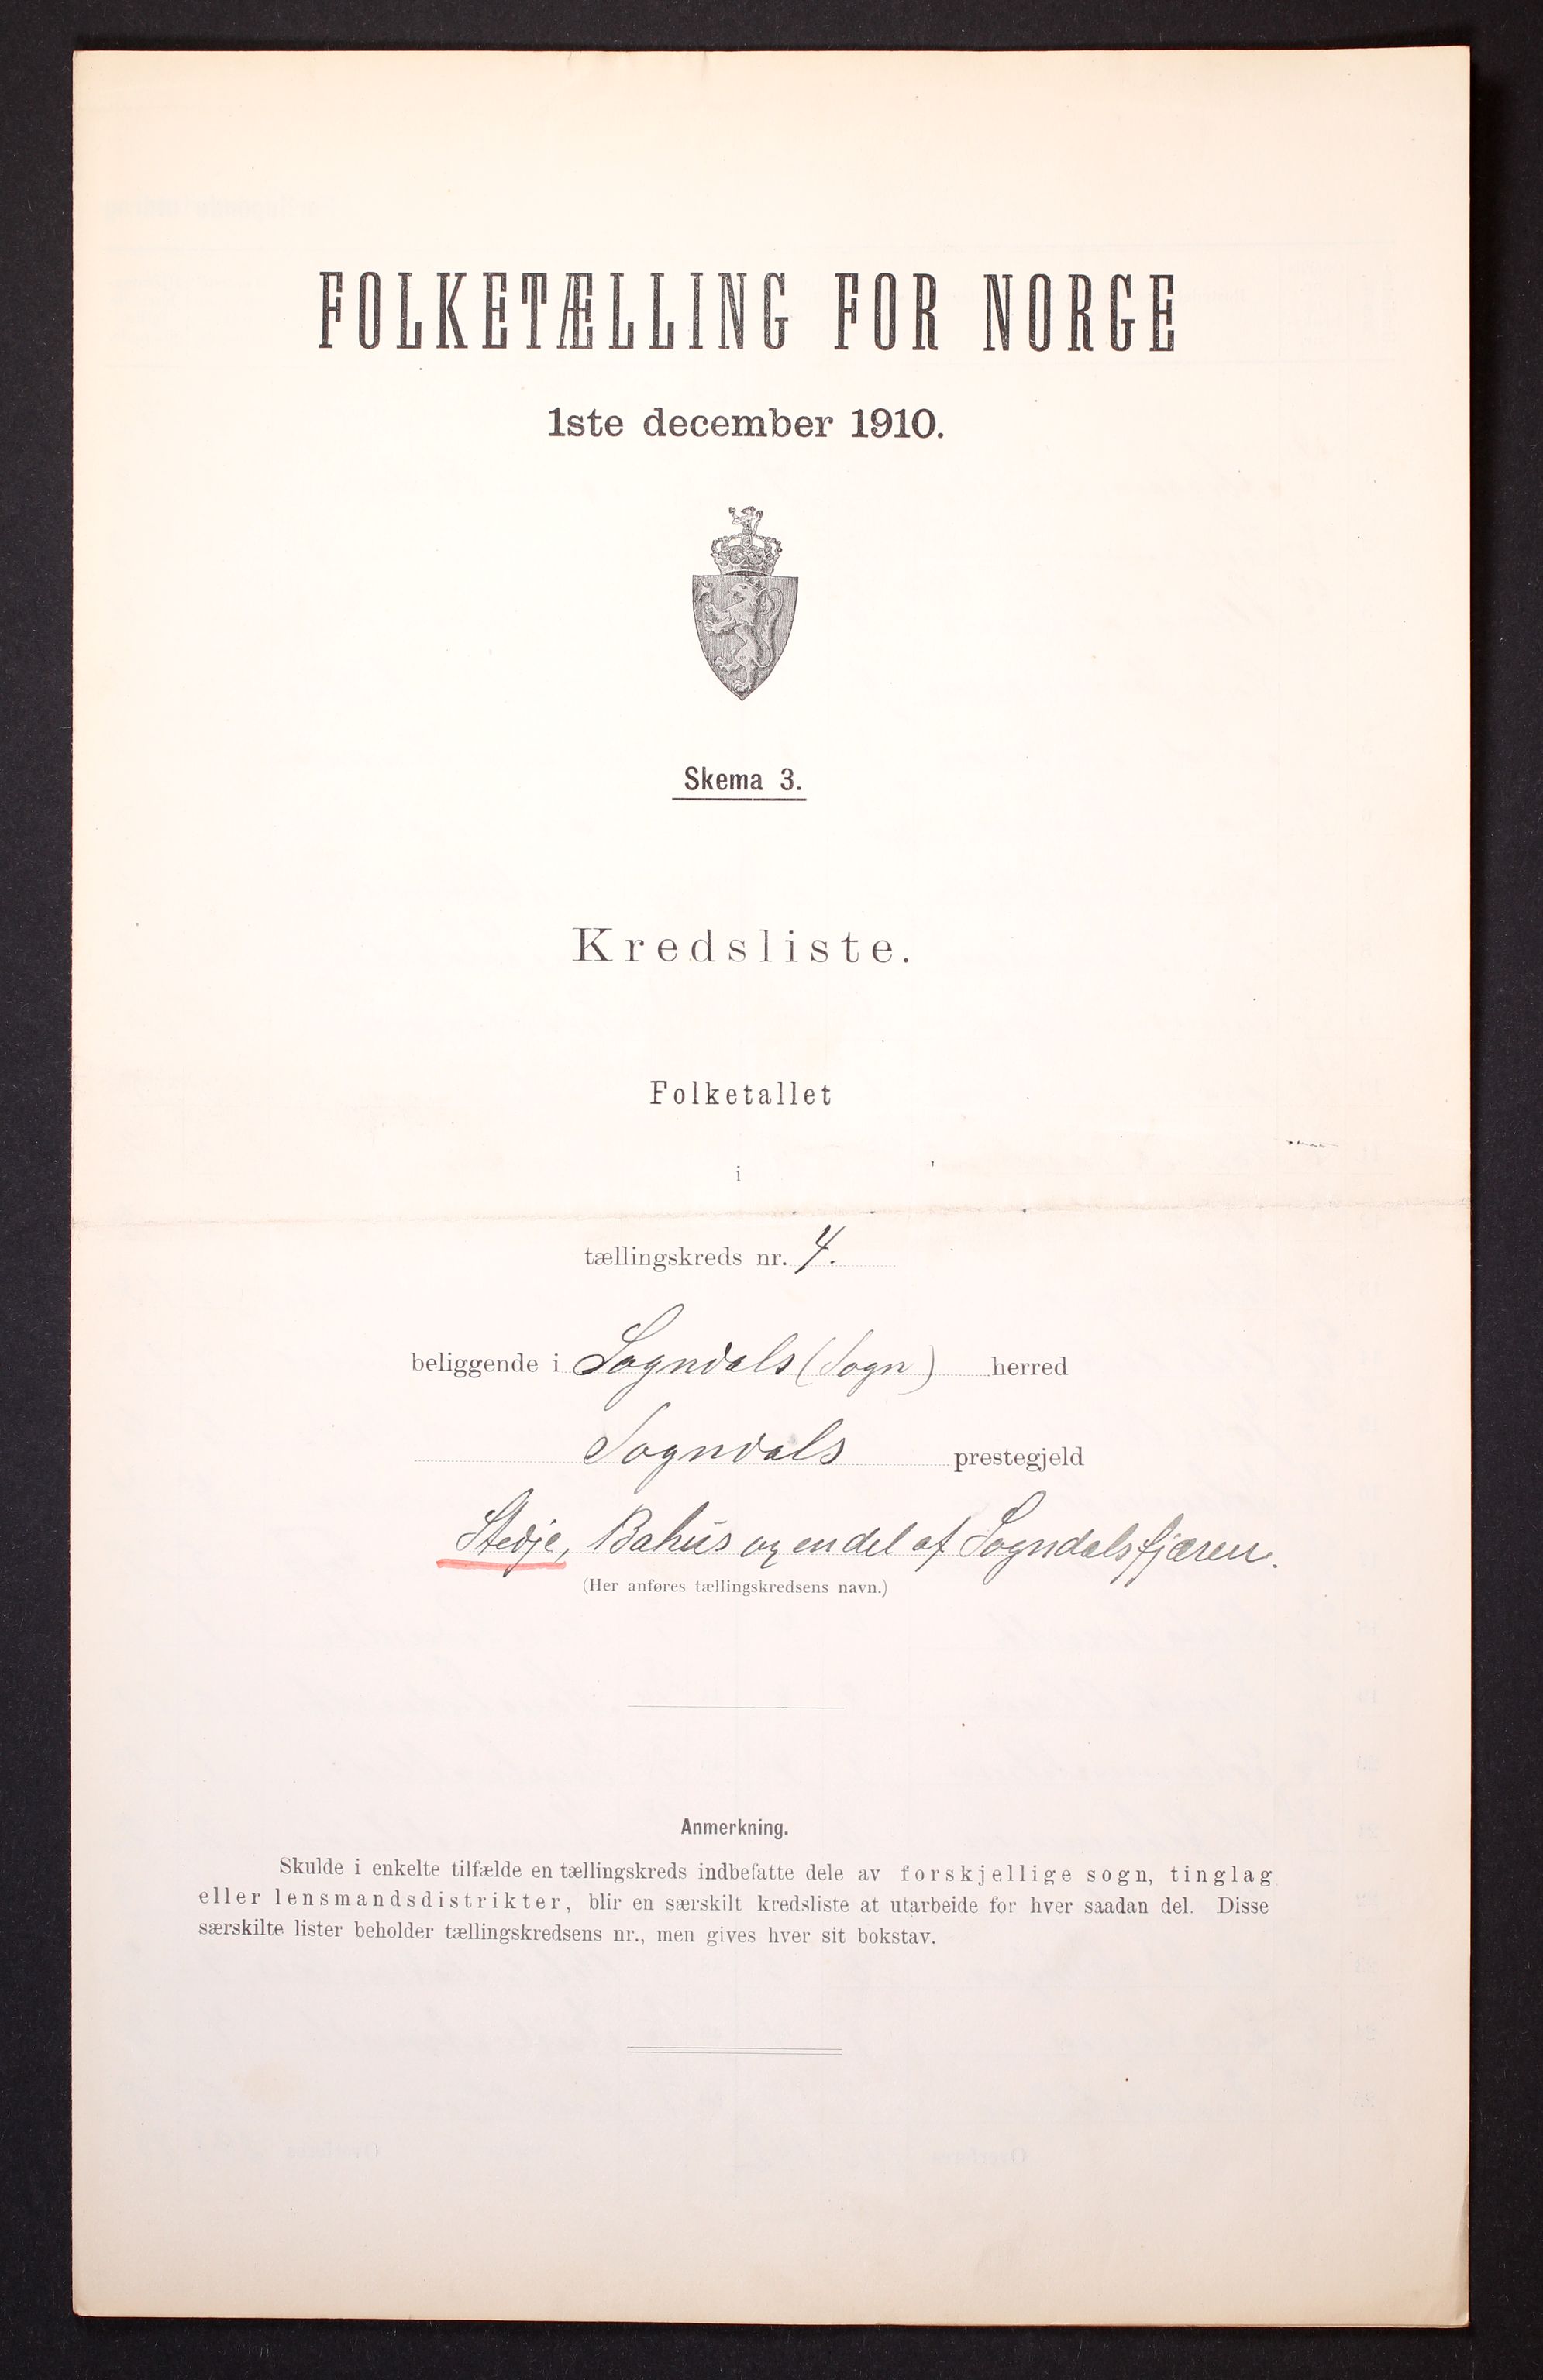 FOLKETÆLLING FOR NORGE
1ste december 1910.
Skema 3.
Kredsliste.
Folketallet
i
tællingskreds nr. 4.
beliggende i Sogndals (Sogn) herred
Sogndals prestegjeld
Stedje, Bahus og en del af Sogndalsfjæren.
(Her anføres tællingskredsens navn.)
Anmerkning.
Skulde i enkelte tilfælde en tællingskreds indbefatte dele av forskjellige sogn, tinglag
eller lensmandsdistrikter, blir en særskilt kredsliste at utarbeide for hver saadan del. Disse
særskilte lister beholder tællingskredsens nr., men gives hver sit bokstav.